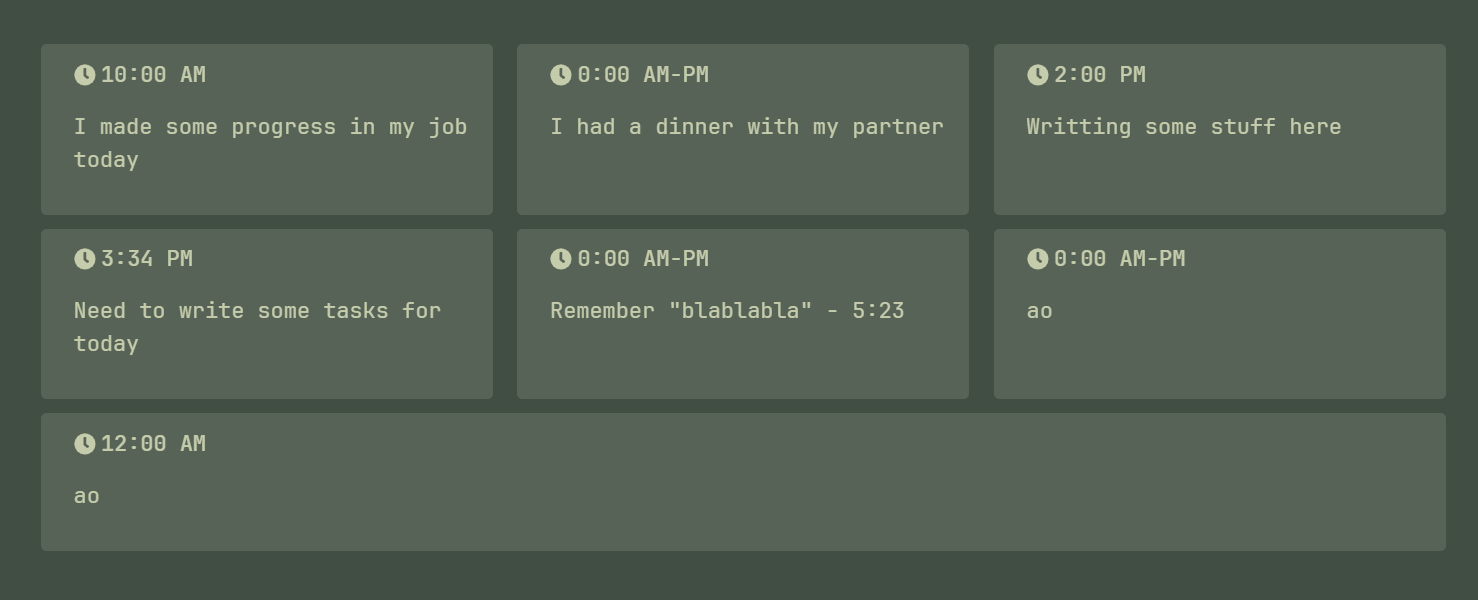 10:00 AM
I made some progress in my job
today
0:00 AM-PM
I had a dinner with my partner
2:00 PM
Writting some stuff here
3:34 PM
Need to write some tasks for
today
0:00 AM-PM
Remember "blablabla" - 5:23
0:00 AM-PM
ao
12:00 AM
ao